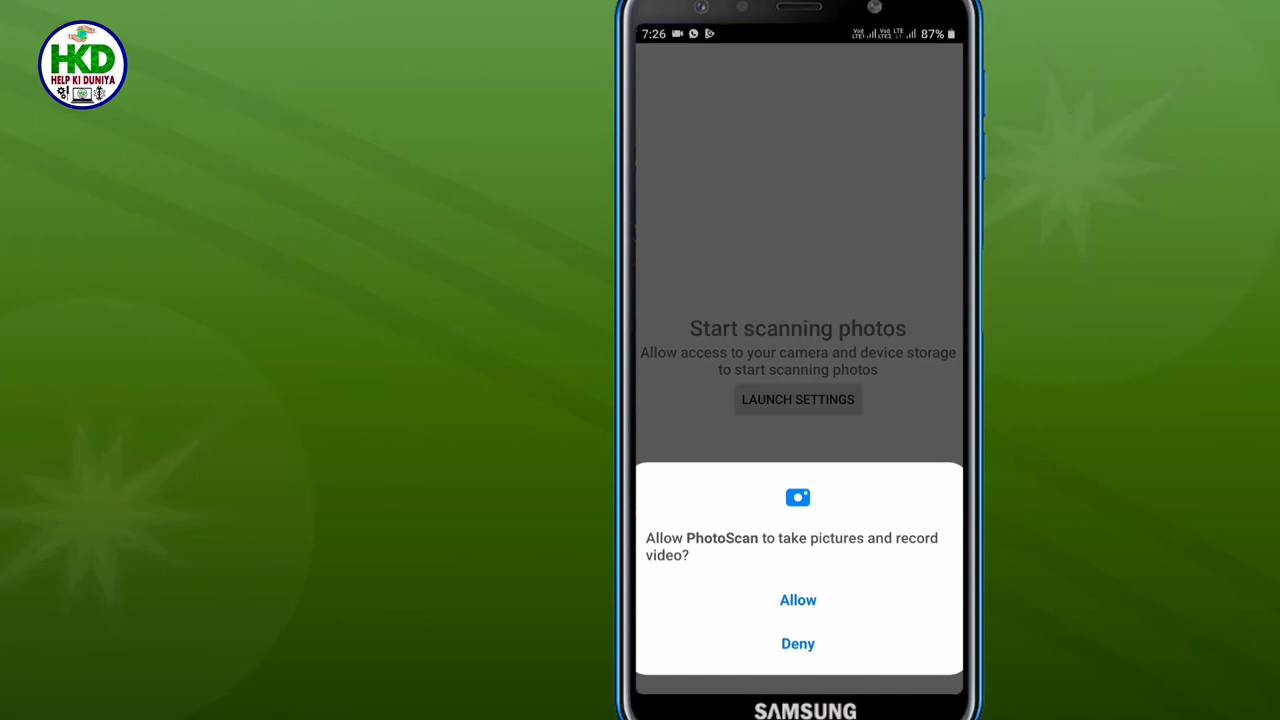 HKD
HELP KI DUNIYA
7:26
87%
Start scanning photos
Allow access to your camera and device storage
to start scanning photos
LAUNCH SETTINGS
Allow PhotoScan to take pictures and record
video?
Allow
Deny
SAMSUNG